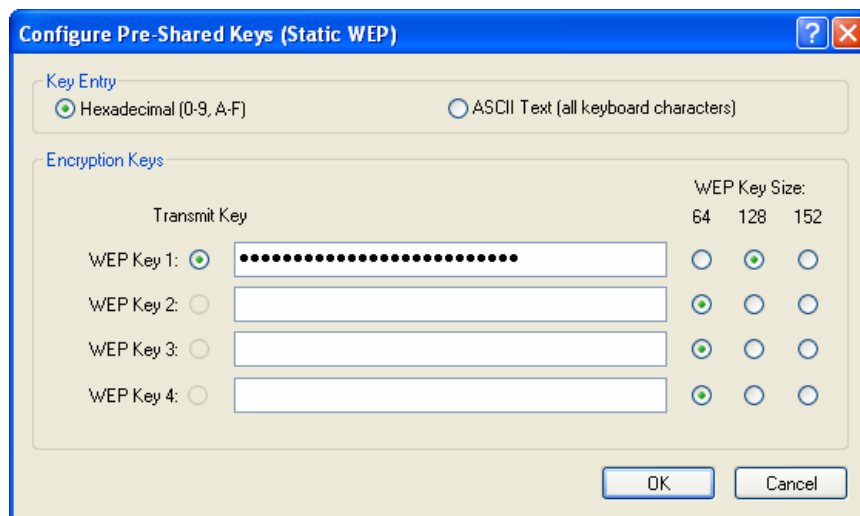 Configure Pre-Shared Keys (Static WEP)
Key Entry
Hexadecimal (0-9, A-F) ASCII Text (all keyboard characters)
Encryption Keys
WEP Key Size:
Transmit Key 64 128 152
WEP Key 1: ••••••••••••••••••••••••••
WEP Key 2:
WEP Key 3:
WEP Key 4:
OK Cancel